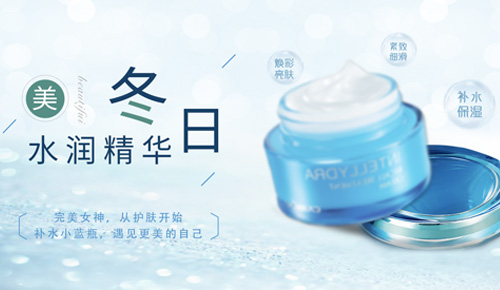 美
beautiful
冬日
水润精华
完美女神，从护肤开始
补水小蓝瓶，遇见更美的自己
焕彩
亮肤
紧致
细滑
补水
保湿